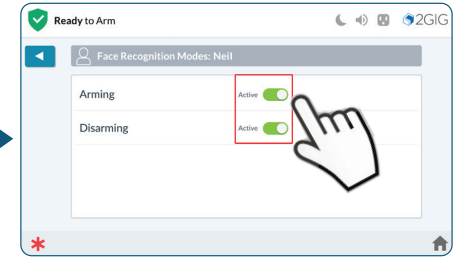 Ready to Arm
2GIG
Face Recognition Modes: Neil
Arming Active
Disarming Active